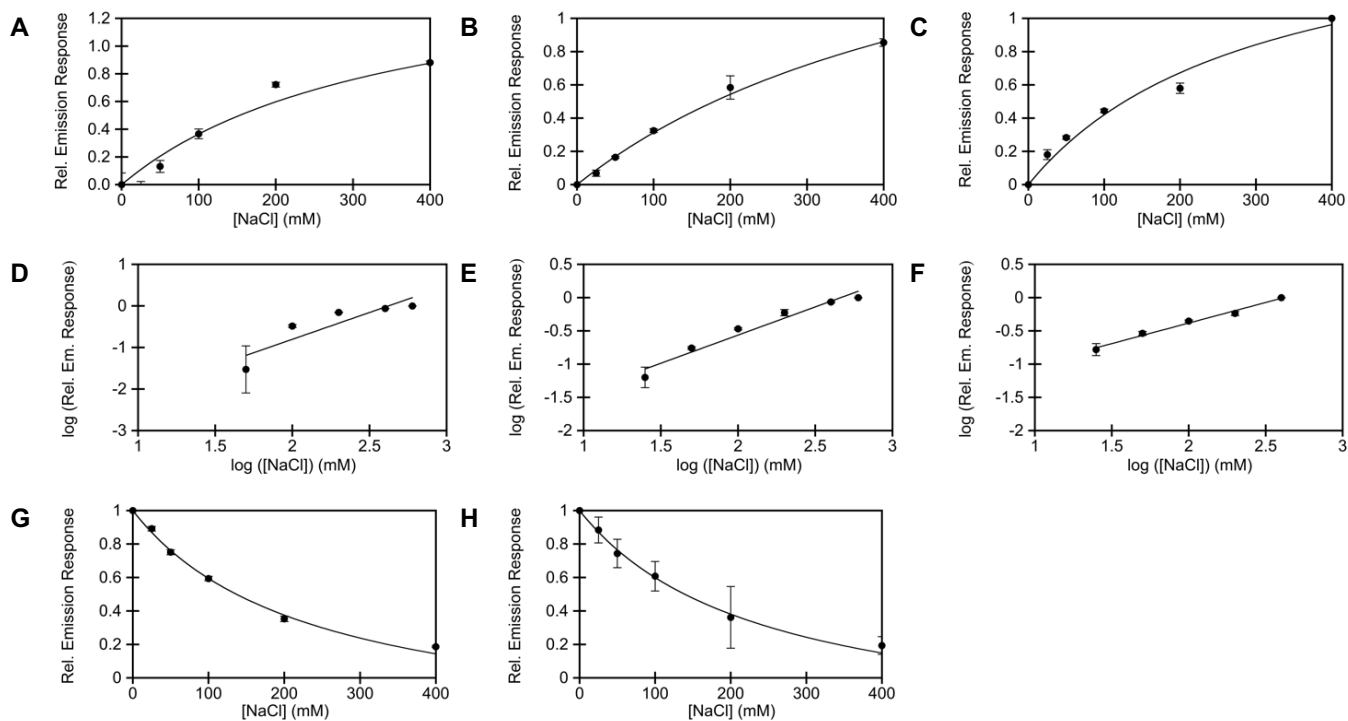 A
Rel. Emission Response
1.2
1.0
0.8
0.6
0.4
0.2
0.0
0 100 200 300 400
[NaCl] (mM)
B
Rel. Emission Response
1
0.8
0.6
0.4
0.2
0
0 100 200 300 400
[NaCl] (mM)
C
Rel. Emission Response
1
0.8
0.6
0.4
0.2
0
0 100 200 300 400
[NaCl] (mM)
D
log (Rel. Em. Response)
1
0
-1
-2
-3
1 1.5 2 2.5 3
log ([NaCl]) (mM)
E
log (Rel. Em. Response)
0.5
0
-0.5
-1
-1.5
-2
1 1.5 2 2.5 3
log ([NaCl]) (mM)
F
log (Rel. Em. Response)
0.5
0
-0.5
-1
-1.5
-2
1 1.5 2 2.5 3
log ([NaCl]) (mM)
G
Rel. Emission Response
1
0.8
0.6
0.4
0.2
0
0 100 200 300 400
[NaCl] (mM)
H
Rel. Emission Response
1
0.8
0.6
0.4
0.2
0
0 100 200 300 400
[NaCl] (mM)